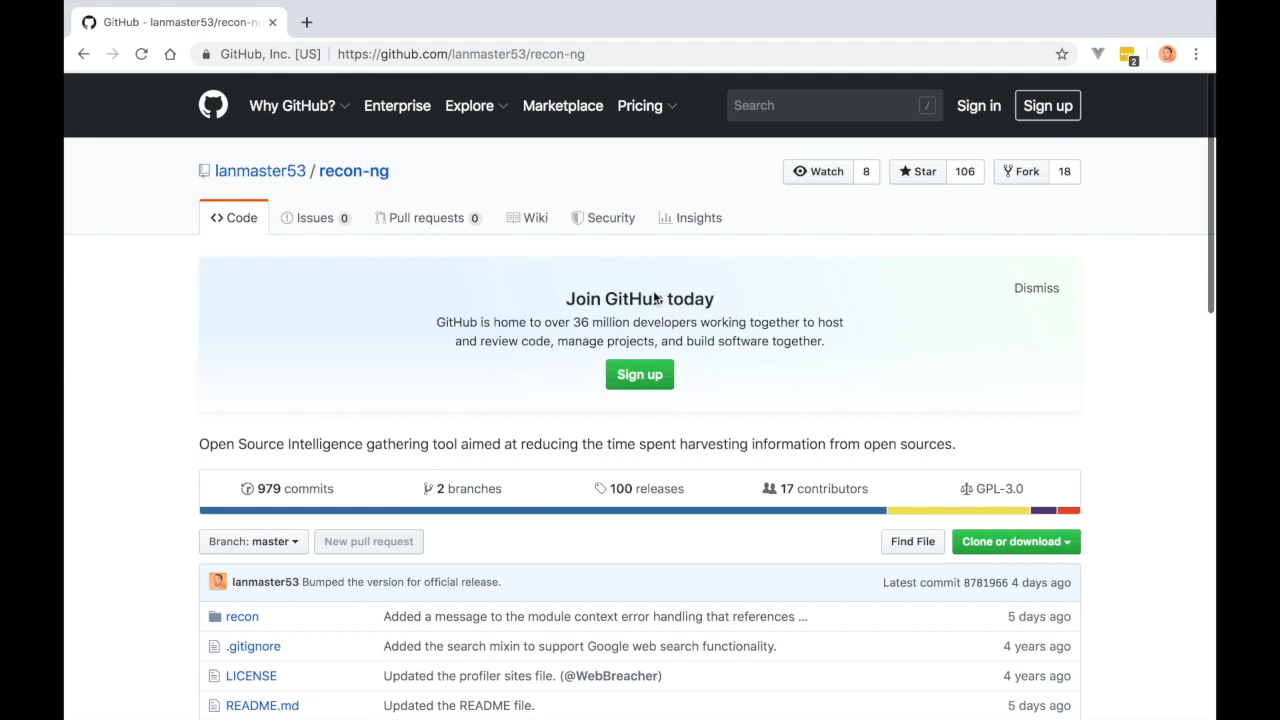 GitHub - lanmaster53/recon-n
GitHub, Inc. [US] | https://github.com/lanmaster53/recon-ng
2
Why GitHub? Enterprise Explore Marketplace Pricing Search / Sign in Sign up
lanmaster53 / recon-ng
Watch 8 Star 106 Fork 18
<> Code Issues 0 Pull requests 0 Wiki Security Insights
Dismiss
Join GitHub today
GitHub is home to over 36 million developers working together to host
and review code, manage projects, and build software together.
Sign up
Open Source Intelligence gathering tool aimed at reducing the time spent harvesting information from open sources.
979 commits 2 branches 100 releases 17 contributors GPL-3.0
Branch: master New pull request Find File Clone or download
lanmaster53 Bumped the version for official release. Latest commit 8781966 4 days ago
recon Added a message to the module context error handling that references ... 5 days ago
.gitignore Added the search mixin to support Google web search functionality. 4 years ago
LICENSE Updated the profiler sites file. (@WebBreacher) 4 years ago
README.md Updated the README file. 5 days ago